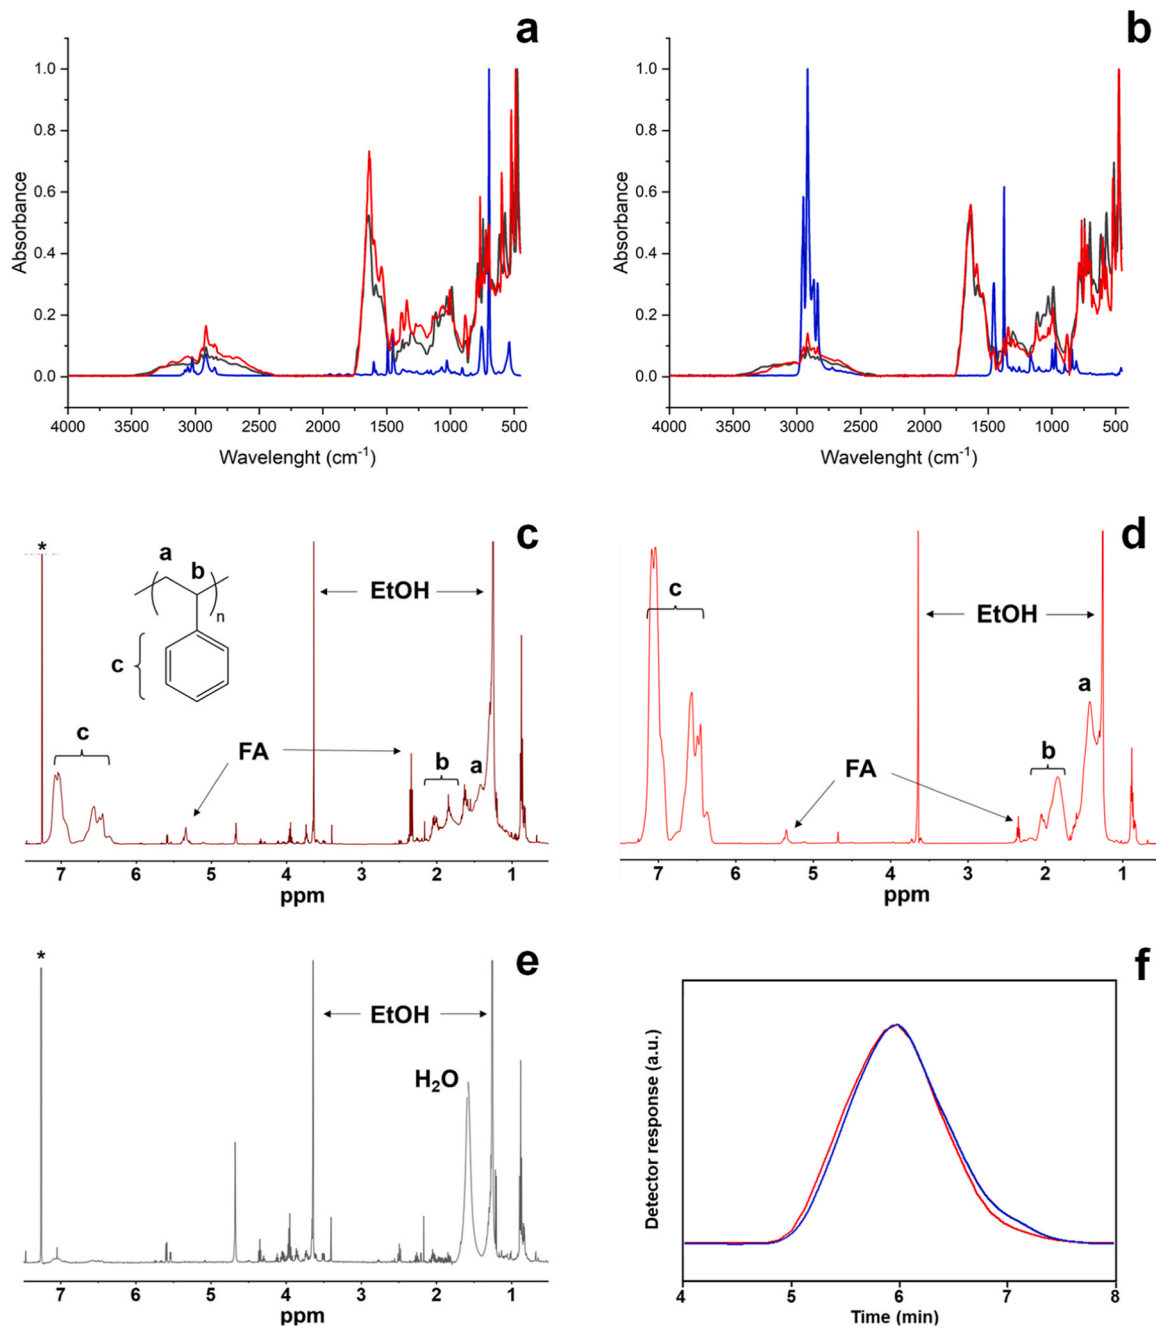 a
1.0
0.8
0.6
0.4
0.2
0.0
Absorbance
4000 3500 3000 2500 2000 1500 1000 500
Wavelenght (cm-1)
b
1.0
0.8
0.6
0.4
0.2
0.0
Absorbance
4000 3500 3000 2500 2000 1500 1000 500
Wavelenght (cm-1)
c
*
a
b
n
c
EtOH
c
FA
b
a
7 6 5 4 3 2 1
ppm
d
c
EtOH
a
FA
b
7 6 5 4 3 2 1
ppm
e
*
EtOH
H2O
7 6 5 4 3 2 1
ppm
f
Detector response (a.u.)
4 5 6 7 8
Time (min)